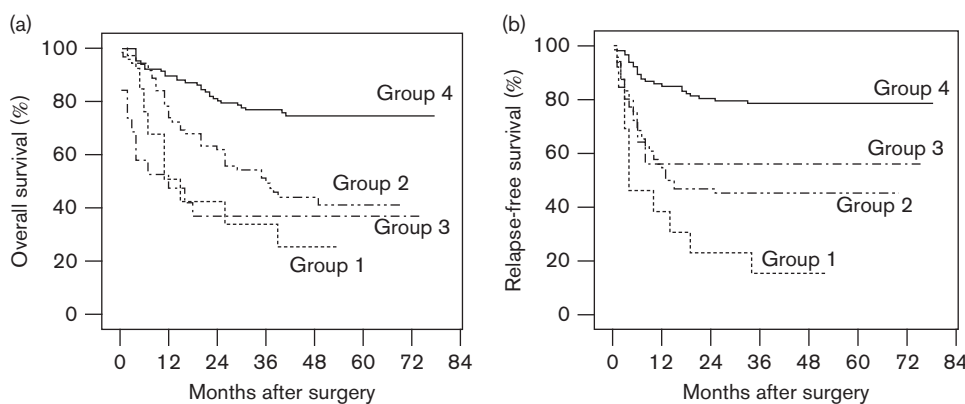 (a)
100
80
60
40
20
0
Overall survival (%)
Group 4
Group 2
Group 3
Group 1
0 12 24 36 48 60 72 84
Months after surgery
(b)
100
80
60
40
20
0
Relapse-free survival (%)
Group 4
Group 3
Group 2
Group 1
0 12 24 36 48 60 72 84
Months after surgery